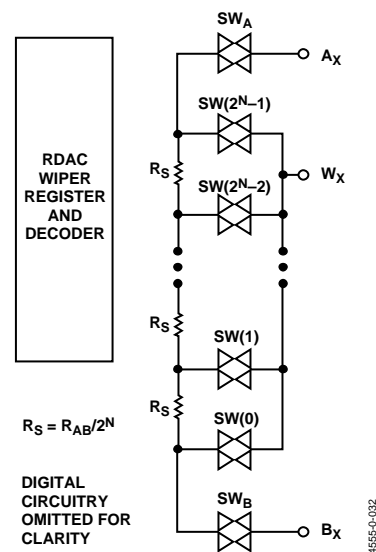 SWA
AX
SW(2N–1)
RDAC
WIPER
REGISTER
AND
DECODER
RS
WX
SW(2N–2)
RS
SW(1)
RS
RS = RAB/2N
SW(0)
DIGITAL
CIRCUITRY
OMITTED FOR
CLARITY
SWB
BX
4555-0-032